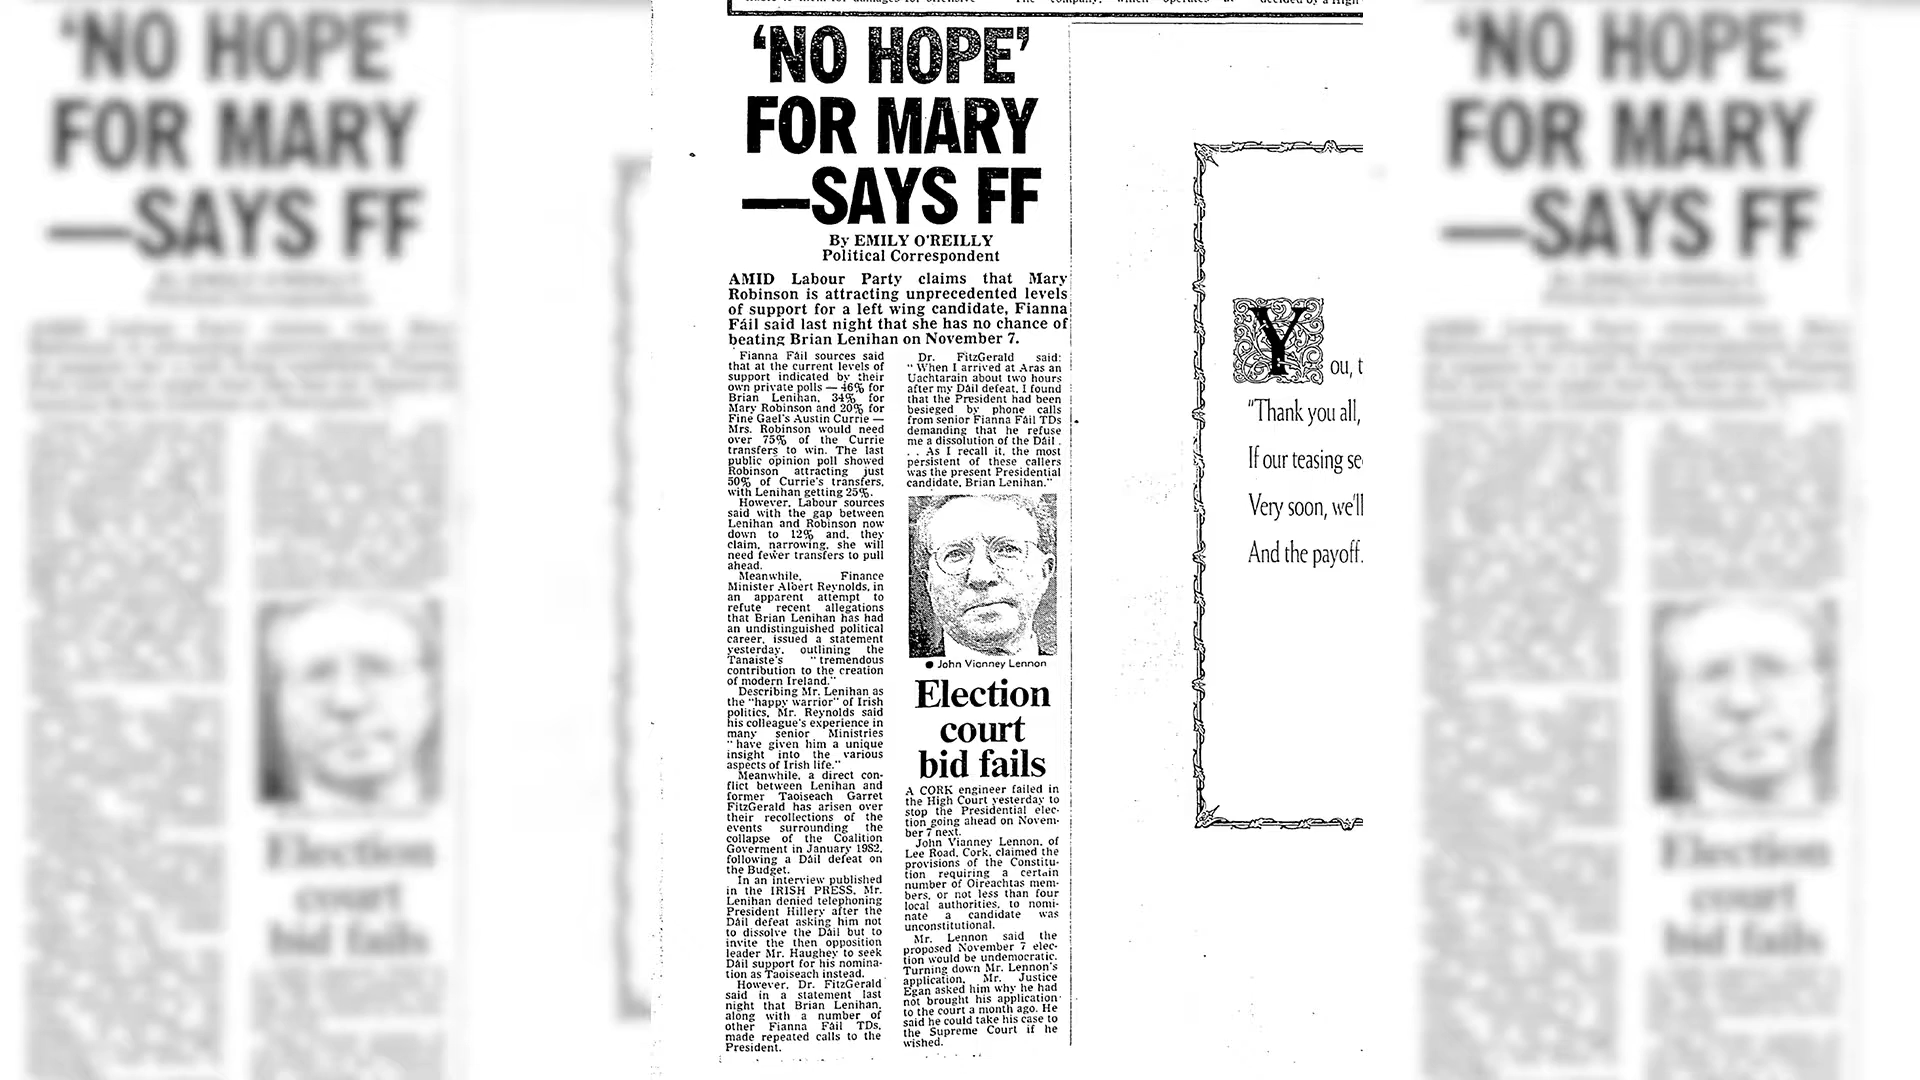 ‘NO HOPE’
FOR MARY
—SAYS FF
By EMILY O'REILLY
Political Correspondent
AMID Labour Party claims that Mary
Robinson is attracting unprecedented levels
of support for a left wing candidate, Fianna
Fáil said last night that she has no chance of
beating Brian Lenihan on November 7.
Fianna Fáil sources said
that at the current levels of
support indicated by their
own private polls — 46% for
Brian Lenihan, 34% for
Mary Robinson and 20% for
Fine Gael's Austin Currie —
Mrs. Robinson would need
over 75% of the Currie
transfers to win. The last
public opinion poll showed
Robinson attracting just
50% of Currie's transfers,
with Lenihan getting 25%.
However, Labour sources
said with the gap between
Lenihan and Robinson now
down to 12% and, they
claim, narrowing, she will
need fewer transfers to pull
ahead.
Meanwhile, Finance
Minister Albert Reynolds, in
an apparent attempt to
refute recent allegations
that Brian Lenihan has had
an undistinguished political
career, issued a statement
yesterday, outlining the
Tanaiste's "tremendous
contribution to the creation
of modern Ireland."
Describing Mr. Lenihan as
the "happy warrior" of Irish
politics, Mr. Reynolds said
his colleague's experience in
many senior Ministries
"have given him a unique
insight into the various
aspects of Irish life."
Meanwhile, a direct con-
flict between Lenihan and
former Taoiseach Garret
FitzGerald has arisen over
their recollections of the
events surrounding the
collapse of the Coalition
Goverment in January 1982,
following a Dáil defeat on
the Budget.
In an interview published
in the IRISH PRESS, Mr.
Lenihan denied telephoning
President Hillery after the
Dáil defeat asking him not
to dissolve the Dáil but to
invite the then opposition
leader Mr. Haughey to seek
Dáil support for his nomina-
tion as Taoiseach instead.
However, Dr. FitzGerald
said in a statement last
night that Brian Lenihan,
along with a number of
other Fianna Fáil TDs,
made repeated calls to the
President.
Dr. FitzGerald said:
"When I arrived at Aras an
Uachtarain about two hours
after my Dáil defeat, I found
that the President had been
besieged by phone calls
from senior Fianna Fáil TDs
demanding that he refuse
me a dissolution of the Dáil .
. . As I recall it, the most
persistent of these callers
was the present Presidential
candidate, Brian Lenihan."
● John Vianney Lennon
Election
court
bid fails
A CORK engineer failed in
the High Court yesterday to
stop the Presidential elec-
tion going ahead on Novem-
ber 7 next.
John Vianney Lennon, of
Lee Road, Cork, claimed the
provisions of the Constitu-
tion requiring a certain
number of Oireachtas mem-
bers, or not less than four
local authorities, to nomi-
nate a candidate was
unconstitutional.
Mr. Lennon said the
proposed November 7 elec-
tion would be undemocratic.
Turning down Mr. Lennon's
application, Mr. Justice
Egan asked him why he had
not brought his application
to the court a month ago. He
said he could take his case to
the Supreme Court if he
wished.
You, t
“Thank you all,
If our teasing se
Very soon, we'll
And the payoff.